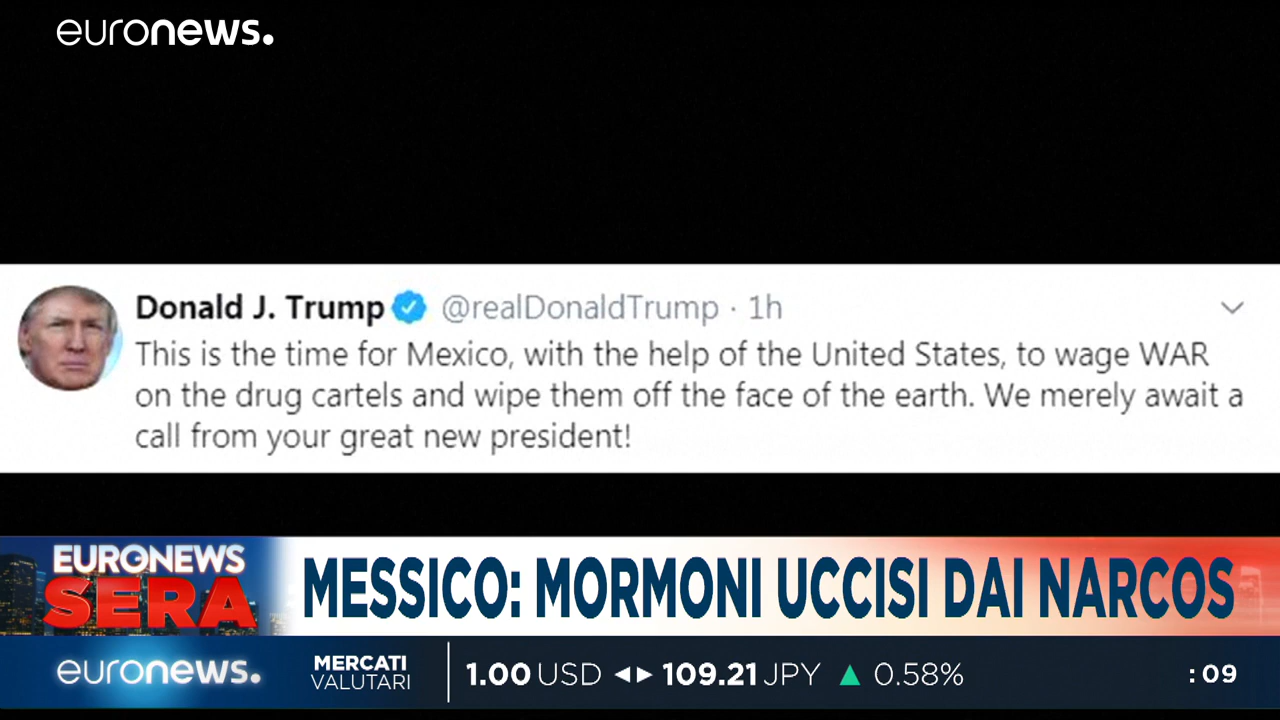 euronews.
Donald J. Trump @realDonaldTrump · 1h
This is the time for Mexico, with the help of the United States, to wage WAR
on the drug cartels and wipe them off the face of the earth. We merely await a
call from your great new president!
EURONEWS
SERA
MESSICO: MORMONI UCCISI DAI NARCOS
euronews.
MERCATI
VALUTARI
1.00 USD ◂▸ 109.21 JPY ▲ 0.58%
:09